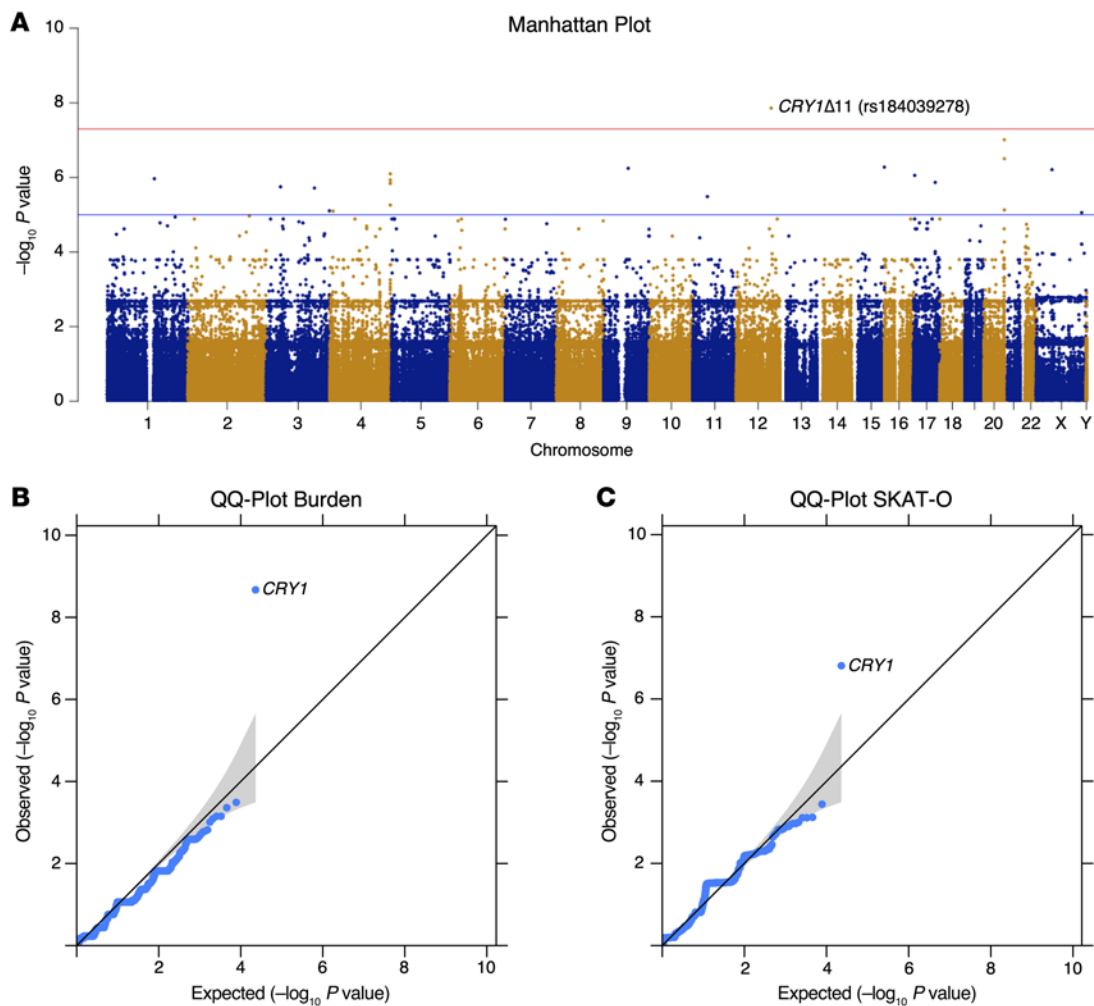 A
Manhattan Plot
10
8
6
4
2
0
–log₁₀ P value
CRY1Δ11 (rs184039278)
1 2 3 4 5 6 7 8 9 10 11 12 13 14 15 16 17 18 20 22 X Y
Chromosome
B
QQ-Plot Burden
10
8
6
4
2
Observed (–log₁₀ P value)
CRY1
2 4 6 8 10
Expected (–log₁₀ P value)
C
QQ-Plot SKAT-O
10
8
6
4
2
Observed (–log₁₀ P value)
CRY1
2 4 6 8 10
Expected (–log₁₀ P value)